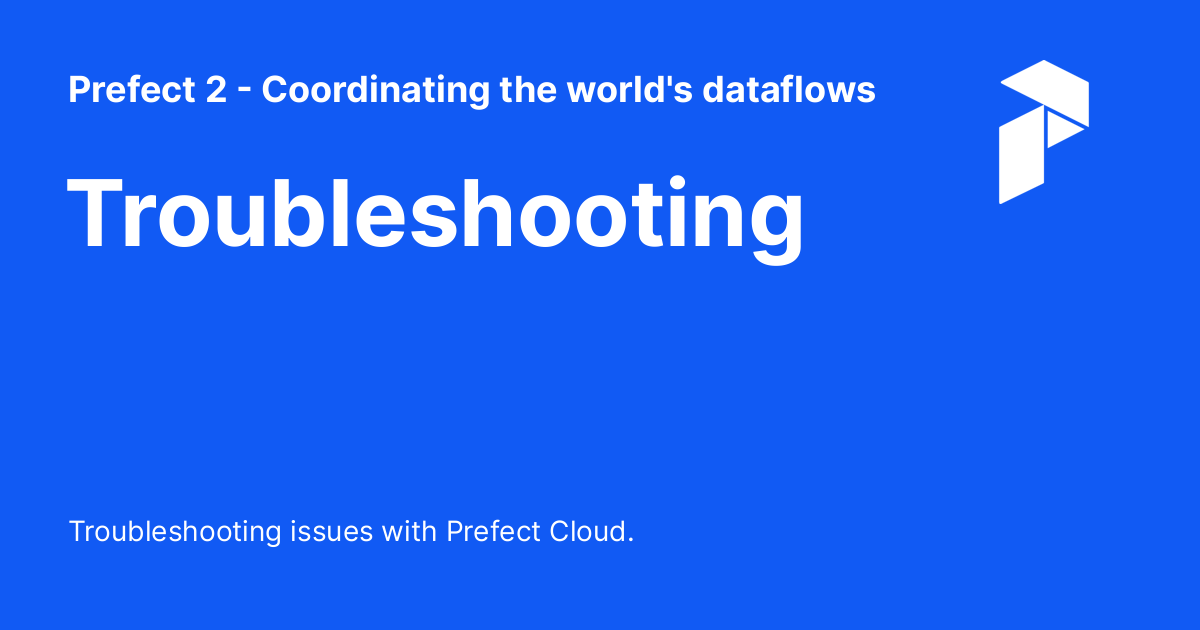 Prefect 2 - Coordinating the world's dataflows
Troubleshooting
Troubleshooting issues with Prefect Cloud.